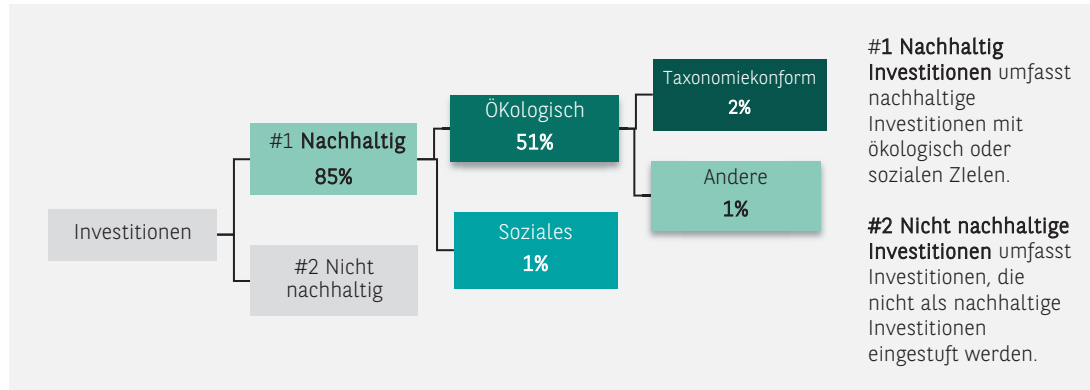 Investitionen
#1 Nachhaltig
85%
#2 Nicht
nachhaltig
ÖKologisch
51%
Soziales
1%
Taxonomiekonform
2%
Andere
1%
#1 Nachhaltig
Investitionen umfasst
nachhaltige
Investitionen mit
ökologisch oder
sozialen ZIelen.
#2 Nicht nachhaltige
Investitionen umfasst
Investitionen, die
nicht als nachhaltige
Investitionen
eingestuft werden.